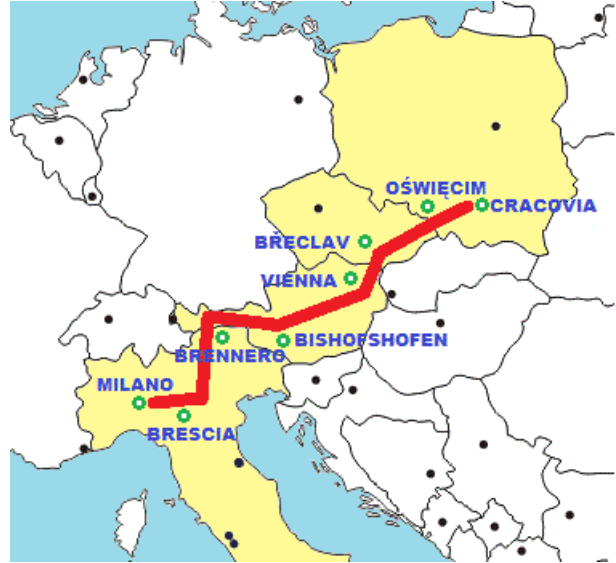 OŚWIĘCIM
CRACOVIA
BŘECLAV
VIENNA
BISHOFSHOFEN
BRENNERO
MILANO
BRESCIA